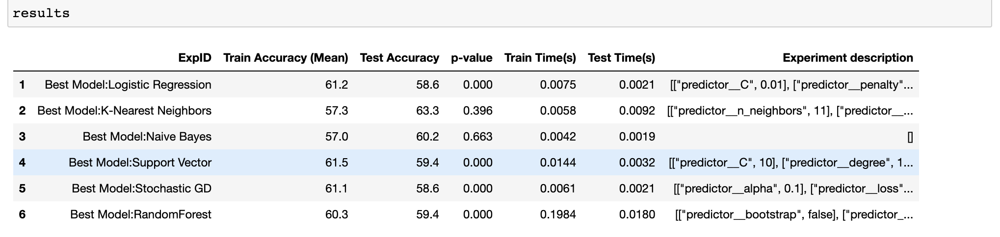 results
ExpID Train Accuracy (Mean) Test Accuracy p-value Train Time(s) Test Time(s) Experiment description
1 Best Model:Logistic Regression 61.2 58.6 0.000 0.0075 0.0021 [["predictor__C", 0.01], ["predictor__penalty"...
2 Best Model:K-Nearest Neighbors 57.3 63.3 0.396 0.0058 0.0092 [["predictor__n_neighbors", 11], ["predictor__...
3 Best Model:Naive Bayes 57.0 60.2 0.663 0.0042 0.0019 []
4 Best Model:Support Vector 61.5 59.4 0.000 0.0144 0.0032 [["predictor__C", 10], ["predictor__degree", 1...
5 Best Model:Stochastic GD 61.1 58.6 0.000 0.0061 0.0021 [["predictor__alpha", 0.1], ["predictor__loss"...
6 Best Model:RandomForest 60.3 59.4 0.000 0.1984 0.0180 [["predictor__bootstrap", false], ["predictor_...